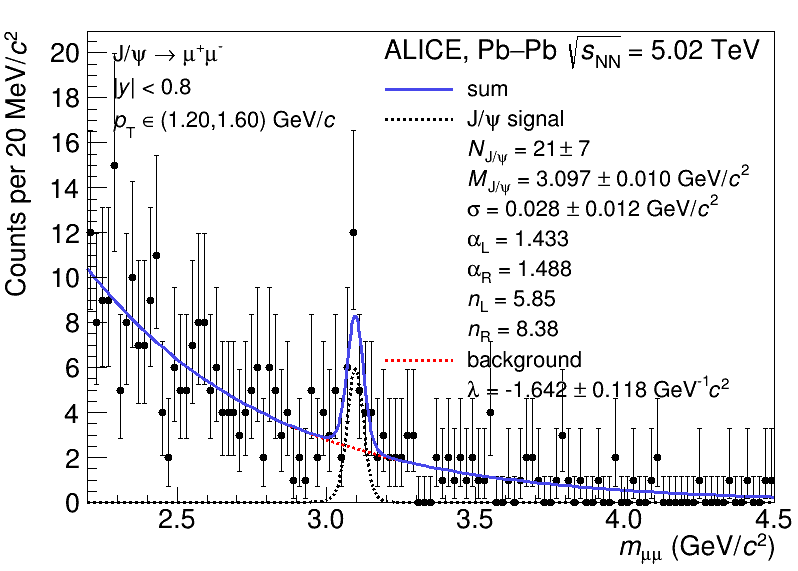 ALICE, Pb–Pb √sNN = 5.02 TeV
J/ψ → μ+μ-
|y| < 0.8
pT ∈ (1.20,1.60) GeV/c
sum
J/ψ signal
NJ/ψ = 21± 7
MJ/ψ = 3.097 ± 0.010 GeV/c2
σ = 0.028 ± 0.012 GeV/c2
αL = 1.433
αR = 1.488
nL = 5.85
nR = 8.38
background
λ = -1.642 ± 0.118 GeV-1c2
Counts per 20 MeV/c2
20
18
16
14
12
10
8
6
4
2
0
2.5 3.0 3.5 4.0 4.5
mμμ (GeV/c2)